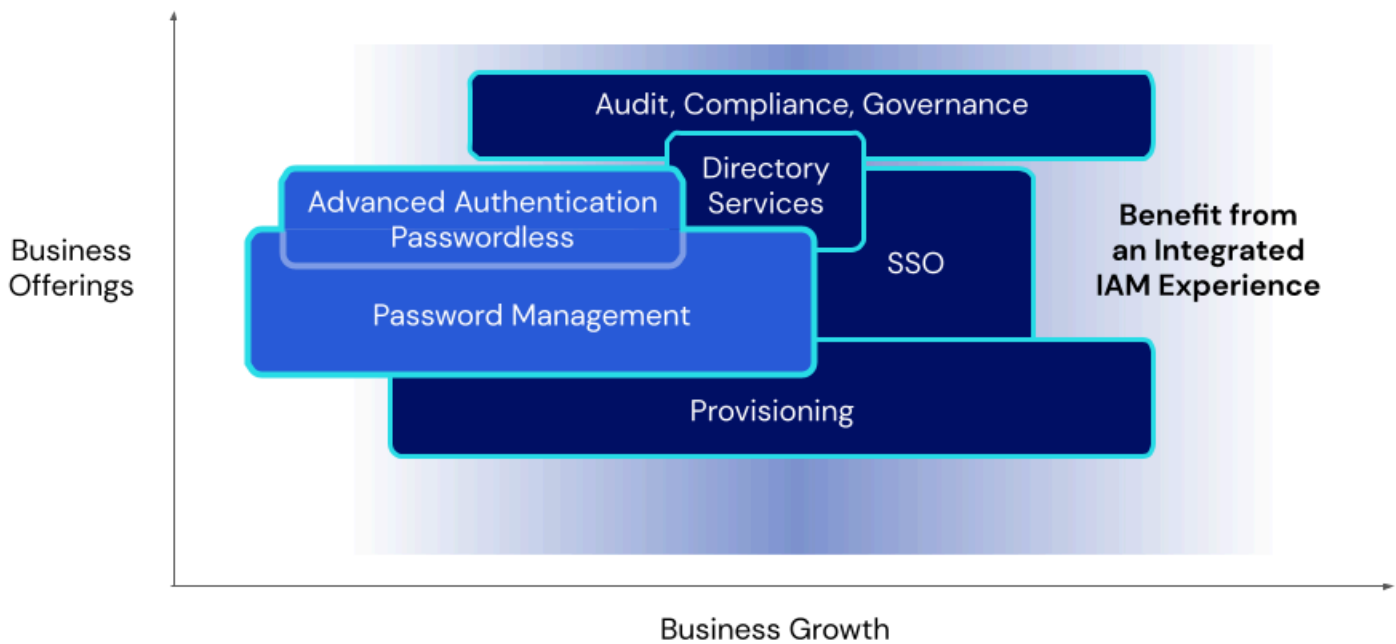 Audit, Compliance, Governance
Directory
Services
Advanced Authentication
Passwordless
Benefit from
an Integrated
IAM Experience
Business
Offerings
SSO
Password Management
Provisioning
Business Growth